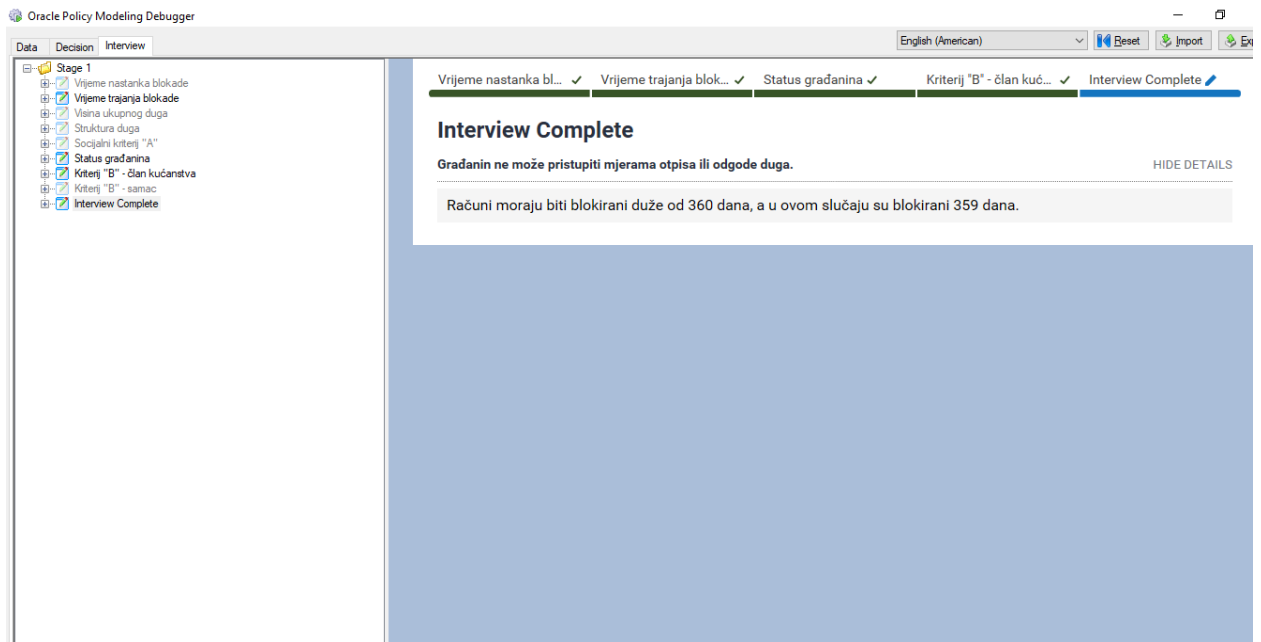 Oracle Policy Modeling Debugger
Data Decision Interview
English (American) Reset Import
Stage 1
Vrijeme nastanka blokade
Vrijeme trajanja blokade
Visina ukupnog duga
Struktura duga
Socijalni kriterij "A"
Status građanina
Kriterij "B" - član kućanstva
Kriterij "B" - samac
Interview Complete
Vrijeme nastanka bl... Vrijeme trajanja blok... Status građanina Kriterij "B" - član kuć... Interview Complete
Interview Complete
Građanin ne može pristupiti mjerama otpisa ili odgode duga. HIDE DETAILS
Računi moraju biti blokirani duže od 360 dana, a u ovom slučaju su blokirani 359 dana.